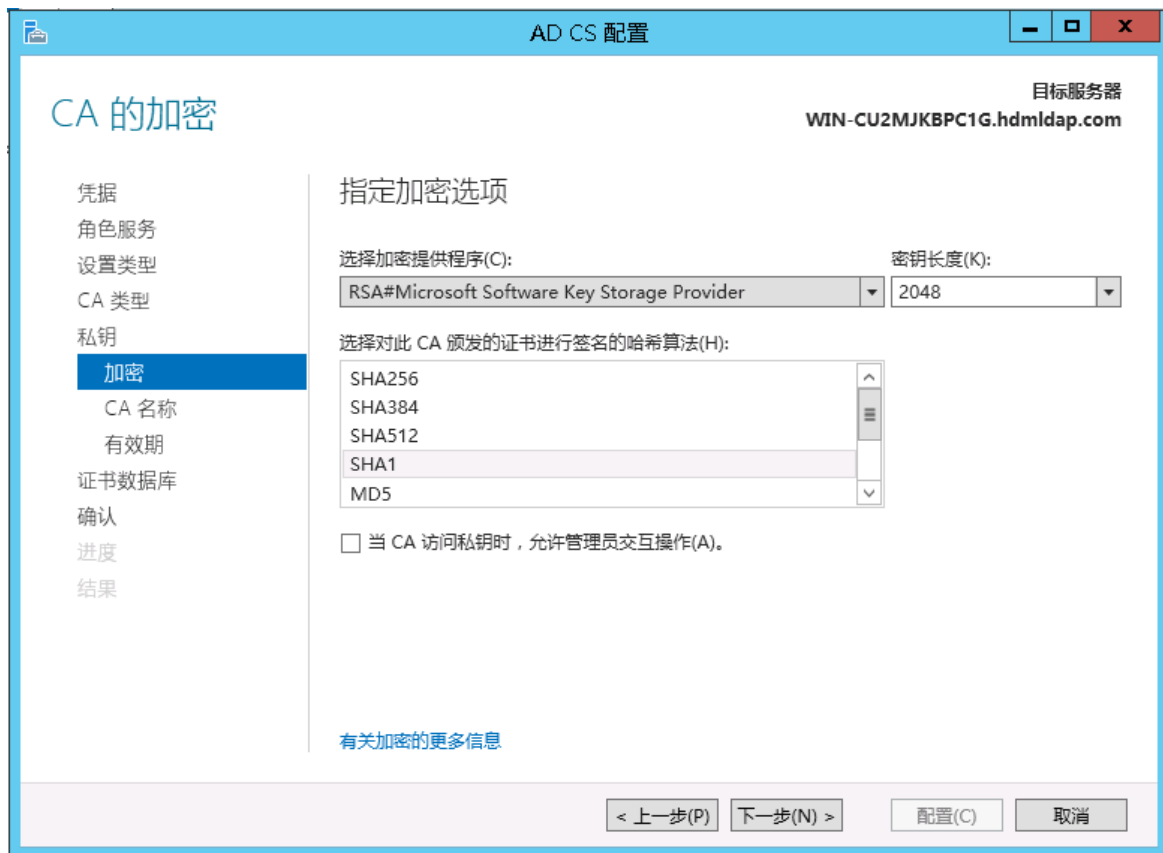 AD CS 配置
CA 的加密
目标服务器
WIN-CU2MJKBPC1G.hdmldap.com
凭据
角色服务
设置类型
CA 类型
私钥
加密
CA 名称
有效期
证书数据库
确认
进度
结果
指定加密选项
选择加密提供程序(C):
密钥长度(K):
RSA#Microsoft Software Key Storage Provider
2048
选择对此 CA 颁发的证书进行签名的哈希算法(H):
SHA256
SHA384
SHA512
SHA1
MD5
当 CA 访问私钥时，允许管理员交互操作(A)。
有关加密的更多信息
< 上一步(P)
下一步(N) >
配置(C)
取消